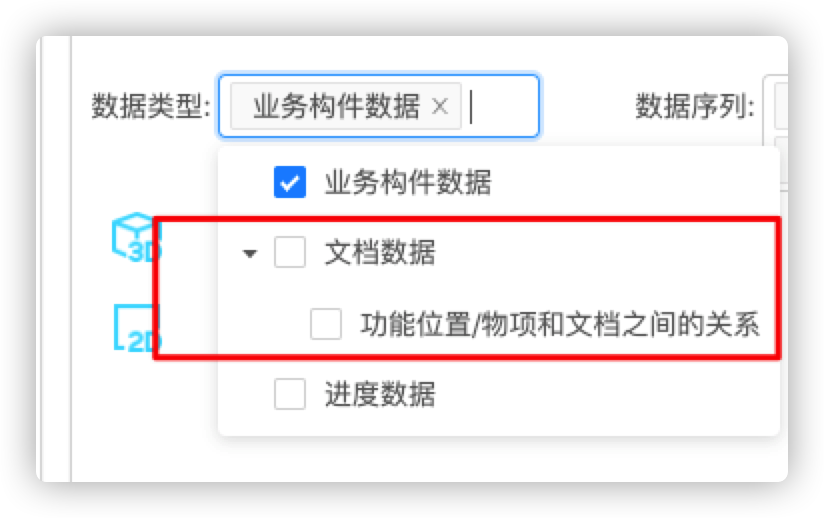 数据类型: 业务构件数据 × 数据序列:
业务构件数据
3D
文档数据
功能位置/物项和文档之间的关系
2D
进度数据